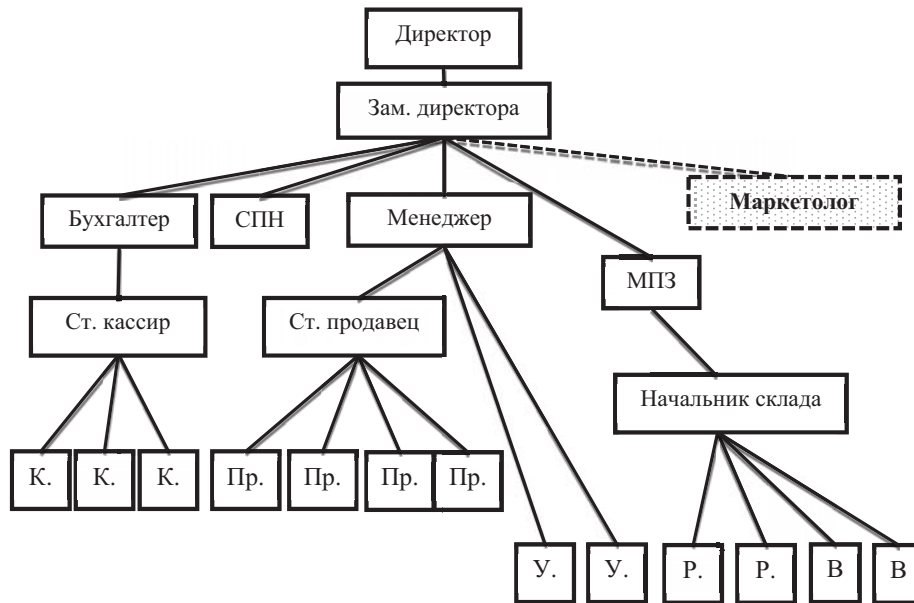 Директор
Зам. директора
Бухгалтер
СПН
Менеджер
Маркетолог
МПЗ
Ст. кассир
Ст. продавец
Начальник склада
К.
К.
К.
Пр.
Пр.
Пр.
Пр.
У.
У.
Р.
Р.
В
В